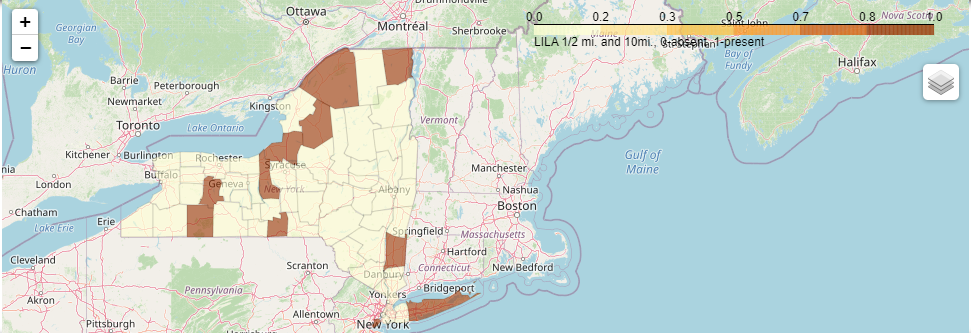 +
−
0.0 0.2 0.3 0.5 0.7 0.8 1.0
LILA 1/2 mi. and 10mi., 0-absent, 1-present
Ottawa
Drummondville
Montréal
Sherbrooke
Saint John
Nova Scotia
Maine
St. Stephen
Bay of
Fundy
Halifax
Georgian
Bay
Huron
Barrie
Peterborough
Newmarket
Kingston
Toronto
Lake Ontario
Vermont
Kitchener
Burlington
Rochester
Syracuse
Manchester
Gulf of
Maine
London
Buffalo
Geneva
New York
Albany
Nashua
Boston
Chatham
Erie
Lake Erie
Springfield
Massachusetts
Cleveland
Scranton
Hartford
Danbury
Connecticut
New Bedford
Akron
Pennsylvania
Yonkers
Bridgeport
Allentown
New York
Pittsburgh